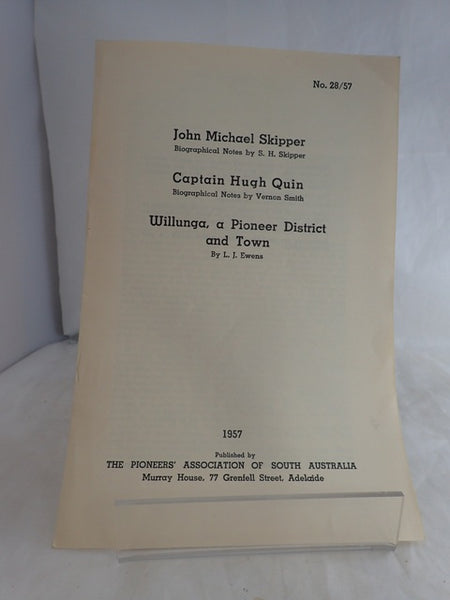 No. 28/57
John Michael Skipper
Biographical Notes by S. H. Skipper
Captain Hugh Quin
Biographical Notes by Vernon Smith
Willunga, a Pioneer District
and Town
By L. J. Ewens
1957
Published by
THE PIONEERS' ASSOCIATION OF SOUTH AUSTRALIA
Murray House, 77 Grenfell Street, Adelaide